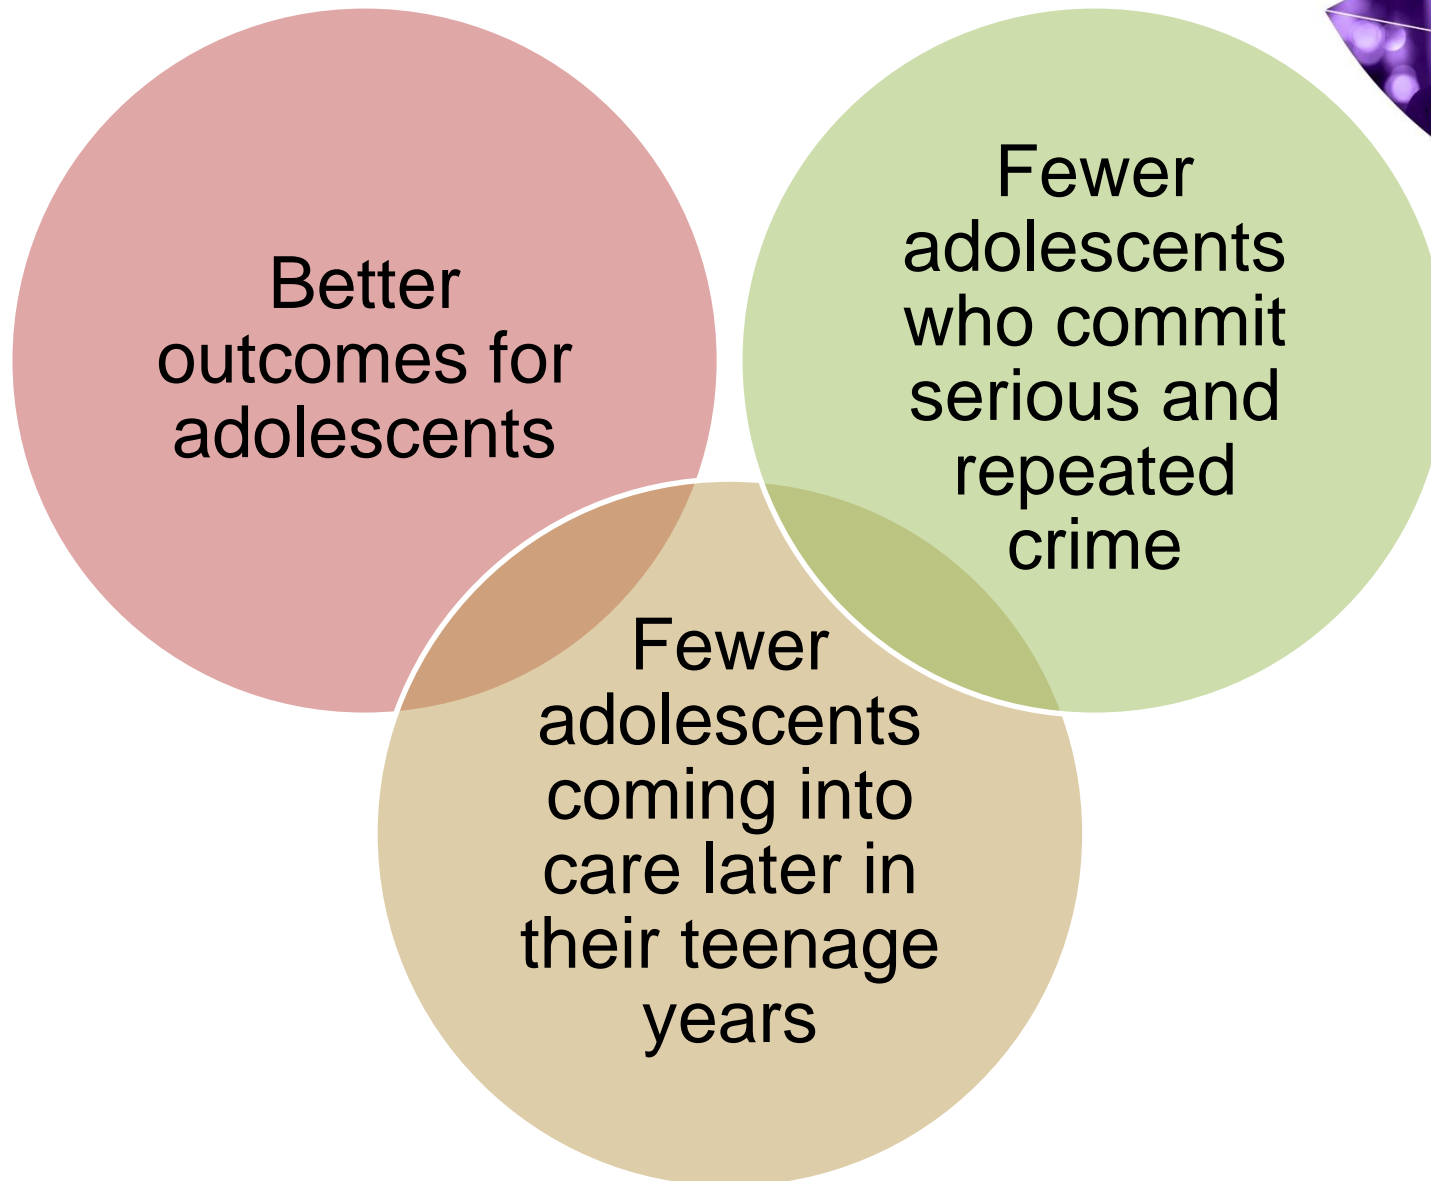 Better
outcomes for
adolescents
Fewer
adolescents
who commit
serious and
repeated
crime
Fewer
adolescents
coming into
care later in
their teenage
years